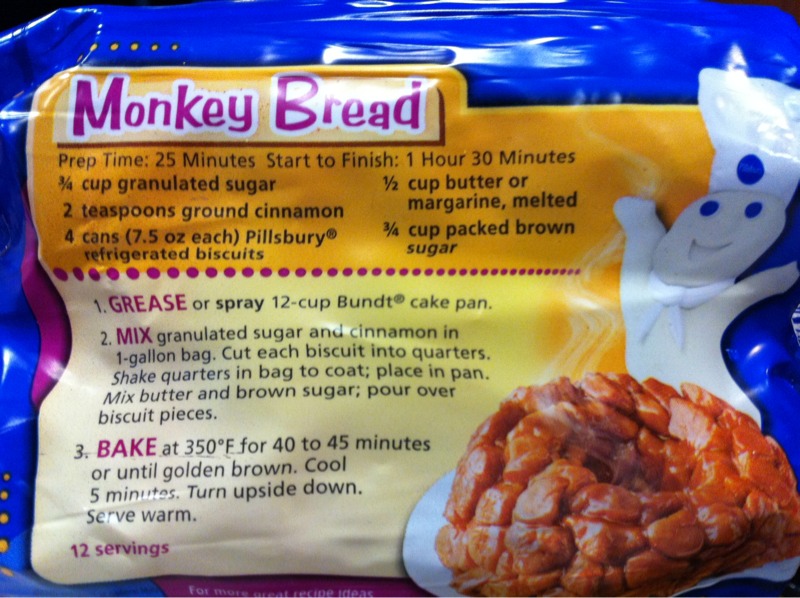 Monkey Bread
Prep Time: 25 Minutes Start to Finish: 1 Hour 30 Minutes
¾ cup granulated sugar
2 teaspoons ground cinnamon
4 cans (7.5 oz each) Pillsbury®
refrigerated biscuits
½ cup butter or
margarine, melted
¾ cup packed brown
sugar
1. GREASE or spray 12-cup Bundt® cake pan.
2. MIX granulated sugar and cinnamon in
1-gallon bag. Cut each biscuit into quarters.
Shake quarters in bag to coat; place in pan.
Mix butter and brown sugar; pour over
biscuit pieces.
3. BAKE at 350°F for 40 to 45 minutes
or until golden brown. Cool
5 minutes. Turn upside down.
Serve warm.
12 servings
For more great recipe ideas